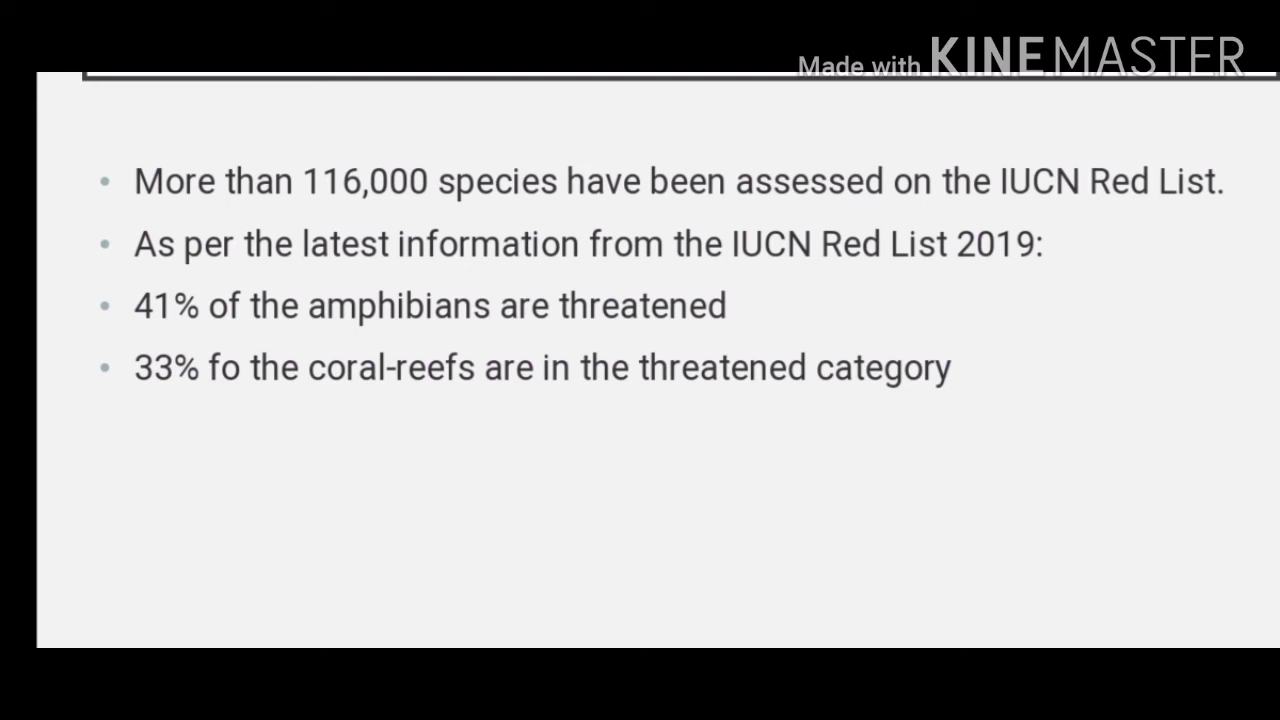 Made with KINEMASTER
• More than 116,000 species have been assessed on the IUCN Red List.
• As per the latest information from the IUCN Red List 2019:
• 41% of the amphibians are threatened
• 33% fo the coral-reefs are in the threatened category